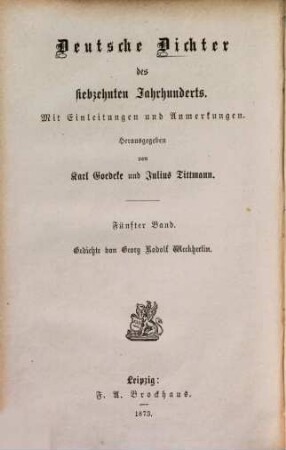 Deutsche Dichter
des
siebzehnten Jahrhunderts.
Mit Einleitungen und Anmerkungen.
Herausgegeben
von
Karl Goedeke und Julius Tittmann.
Fünfter Band.
Gedichte von Georg Rodolf Weckherlin.
Leipzig:
F. A. Brockhaus.
1873.